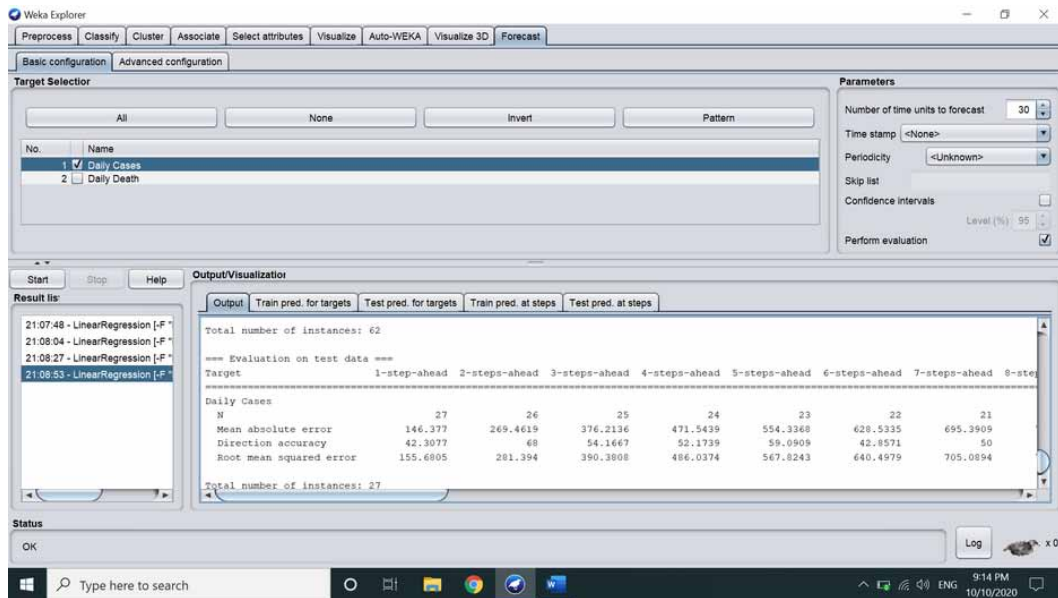 Weka Explorer
Preprocess Classify Cluster Associate Select attributes Visualize Auto-WEKA Visualize 3D Forecast
Basic configuration Advanced configuration
Target Selectior
All None Invert Pattern
No. Name
1 Daily Cases
2 Daily Death
Parameters
Number of time units to forecast 30
Time stamp <None>
Periodicity <Unknown>
Skip list
Confidence intervals
Level (%) 95
Perform evaluation
Start Stop Help
Result lis
21:07:48 - LinearRegression [-F "
21:08:04 - LinearRegression [-F "
21:08:27 - LinearRegression [-F "
21:08:53 - LinearRegression [-F "
Output/Visualizatior
Output Train pred. for targets Test pred. for targets Train pred. at steps Test pred. at steps
Total number of instances: 62
=== Evaluation on test data ===
Target 1-step-ahead 2-steps-ahead 3-steps-ahead 4-steps-ahead 5-steps-ahead 6-steps-ahead 7-steps-ahead 8-step
Daily Cases
N 27 26 25 24 23 22 21
Mean absolute error 146.377 269.4619 376.2136 471.5439 554.3368 628.5335 695.3909
Direction accuracy 42.3077 68 54.1667 52.1739 59.0909 42.8571 50
Root mean squared error 155.6805 281.394 390.3808 486.0374 567.8243 640.4979 705.0894
Total number of instances: 27
Status
OK
Log x 0
Type here to search
ENG
9:14 PM
10/10/2020